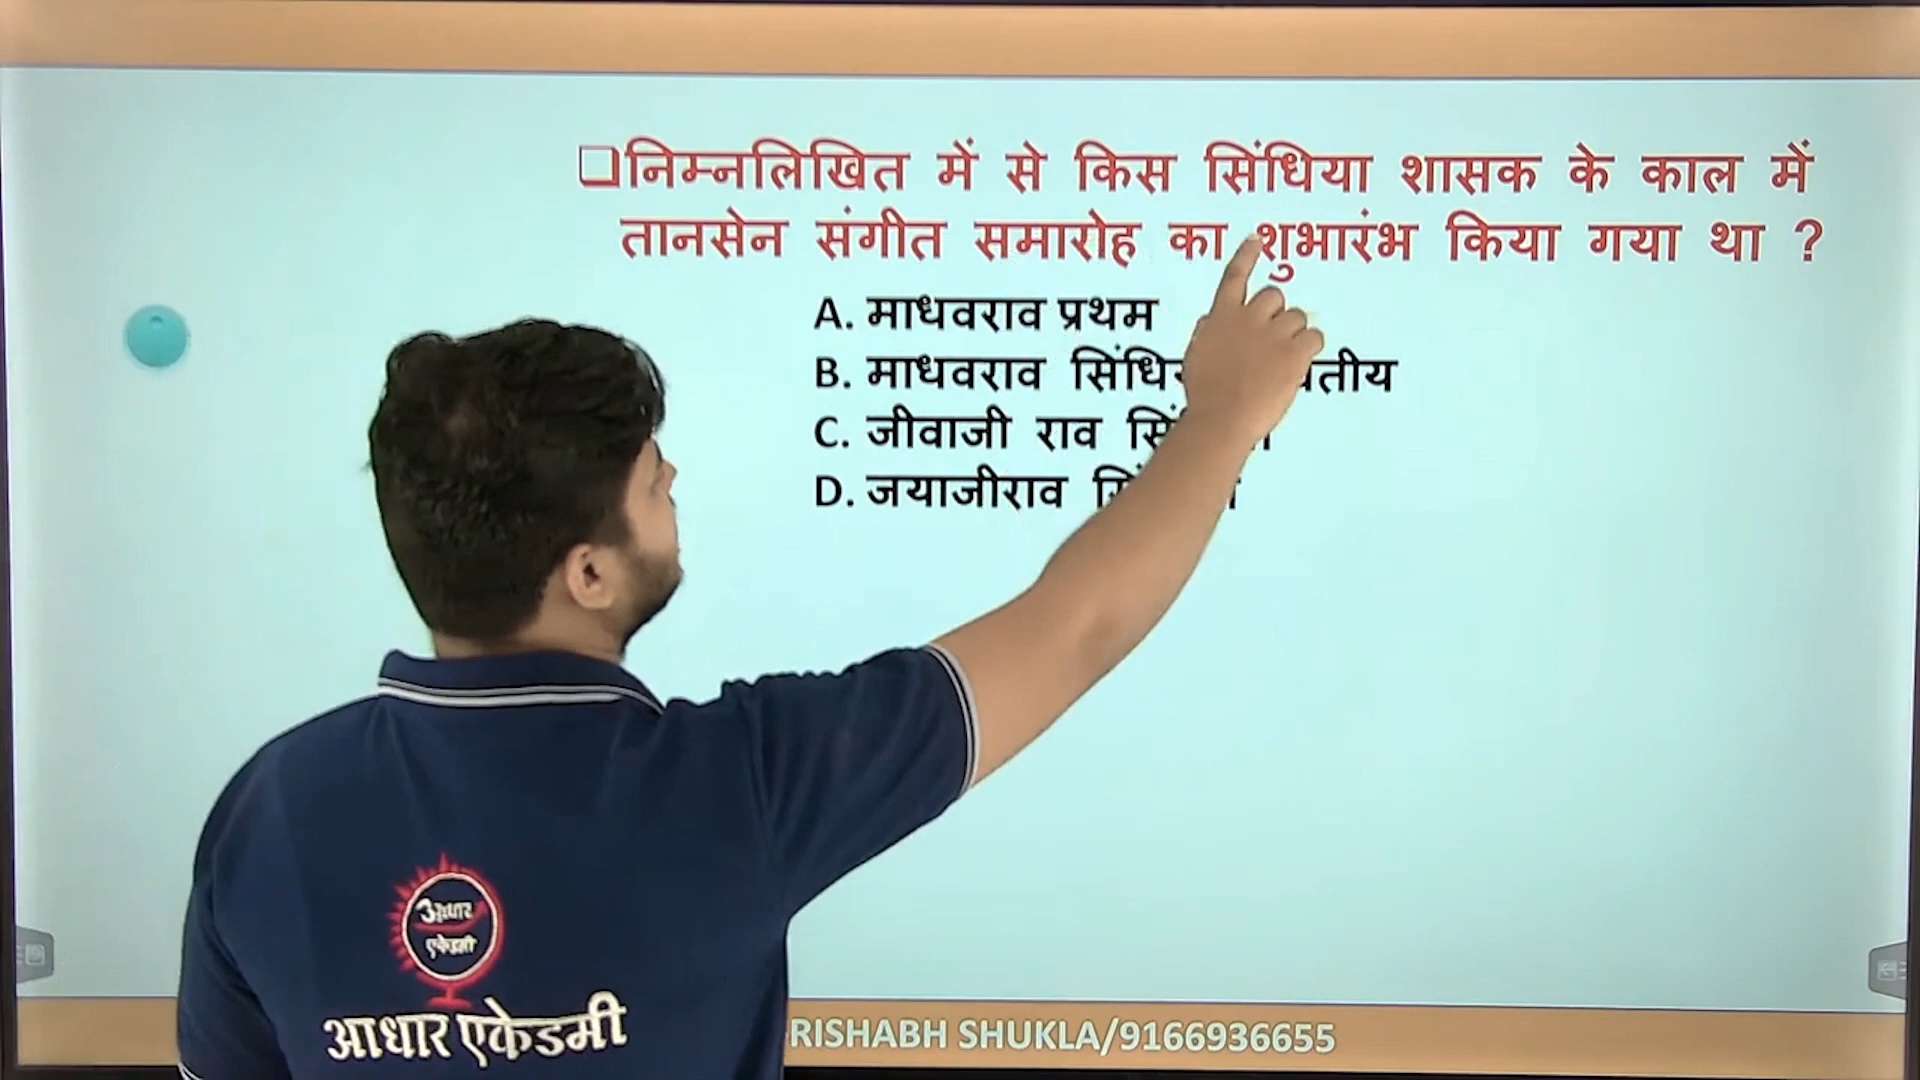 ❑निम्नलिखित में से किस सिंधिया शासक के काल में
तानसेन संगीत समारोह का शुभारंभ किया गया था ?
A. माधवराव प्रथम
B. माधवराव
C. जीवाजी राव
D. जयाजीराव
आधार
एकेडमी
आधार एकेडमी
RISHABH SHUKLA/9166936655